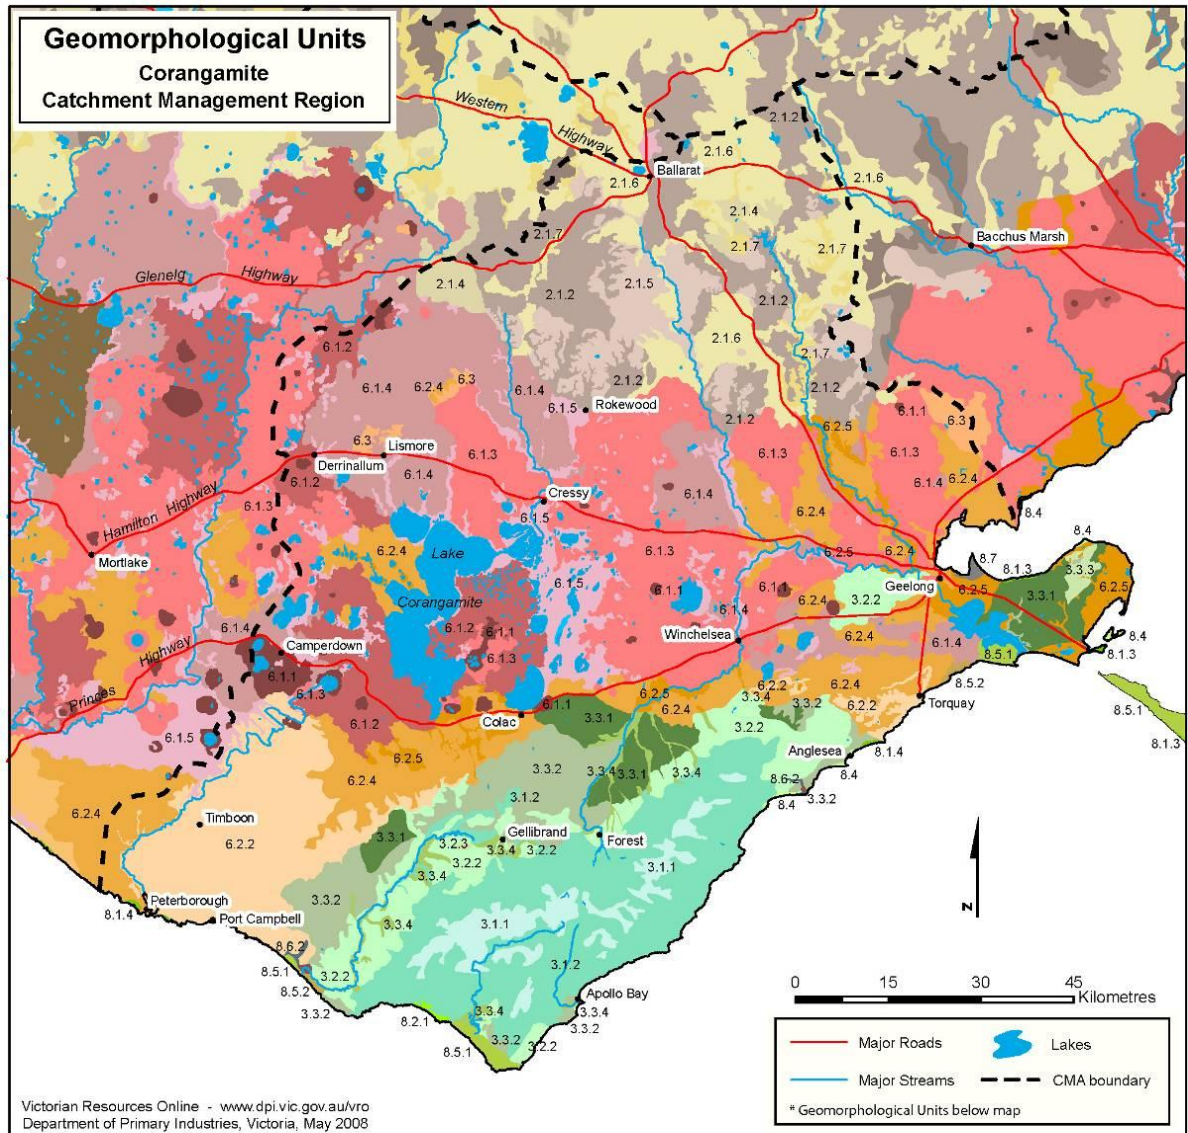 Geomorphological Units
Corangamite
Catchment Management Region
Western
Highway
2.1.2
2.1.6
Ballarat
2.1.6
2.1.6
2.1.4
2.1.7
2.1.7
2.1.7
Bacchus Marsh
Glenelg
Highway
2.1.4
2.1.2
2.1.5
2.1.2
6.1.2
2.1.6
2.1.7
6.1.4
6.2.4
6.3
6.1.4
2.1.2
2.1.2
6.1.5
Rokewood
2.1.2
6.1.1
6.3
6.2.5
6.3
Lismore
Derrinallum
6.1.2
6.1.4
6.1.3
6.1.3
6.1.3
6.2.4
6.1.4
Hamilton
Highway
6.1.3
Cressy
6.1.4
6.1.5
6.2.4
8.4
Mortlake
6.2.4
Lake
6.1.3
6.2.5
6.2.4
8.4
8.7
8.1.3
3.3.3
6.1.5
6.1.1
6.1.1
Geelong
6.2.5
6.2.5
3.3.1
Corangamite
6.1.4
6.2.4
3.2.2
6.1.4
6.1.2
6.1.1
Winchelsea
6.2.4
6.1.4
8.4
Highway
Camperdown
6.1.3
8.5.1
8.1.3
6.1.1
8.5.2
Princes
6.1.3
6.1.1
6.2.5
6.2.2
6.2.4
6.2.4
3.3.4
3.3.2
6.2.2
Torquay
8.5.1
Colac
3.3.1
6.1.2
3.2.2
6.1.5
8.1.3
6.2.5
Anglesea
8.1.4
6.2.4
3.3.2
3.3.4
3.3.1
3.3.4
8.4
8.6.2
3.1.2
8.4
3.3.2
6.2.4
Timboon
6.2.2
3.3.1
Gellibrand
Forest
3.2.3
3.3.4
3.2.2
3.2.2
3.3.4
3.1.1
3.3.2
Peterborough
8.1.4
Port Campbell
3.3.4
3.1.1
8.6.2
8.5.1
3.2.2
3.1.2
8.5.2
Apollo Bay
3.3.2
3.3.4
3.3.4
8.2.1
3.3.2
8.5.1
3.3.2
3.2.2
N
0 15 30 45
Kilometres
Major Roads
Lakes
Major Streams
CMA boundary
* Geomorphological Units below map
Victorian Resources Online - www.dpi.vic.gov.au/vro
Department of Primary Industries, Victoria, May 2008